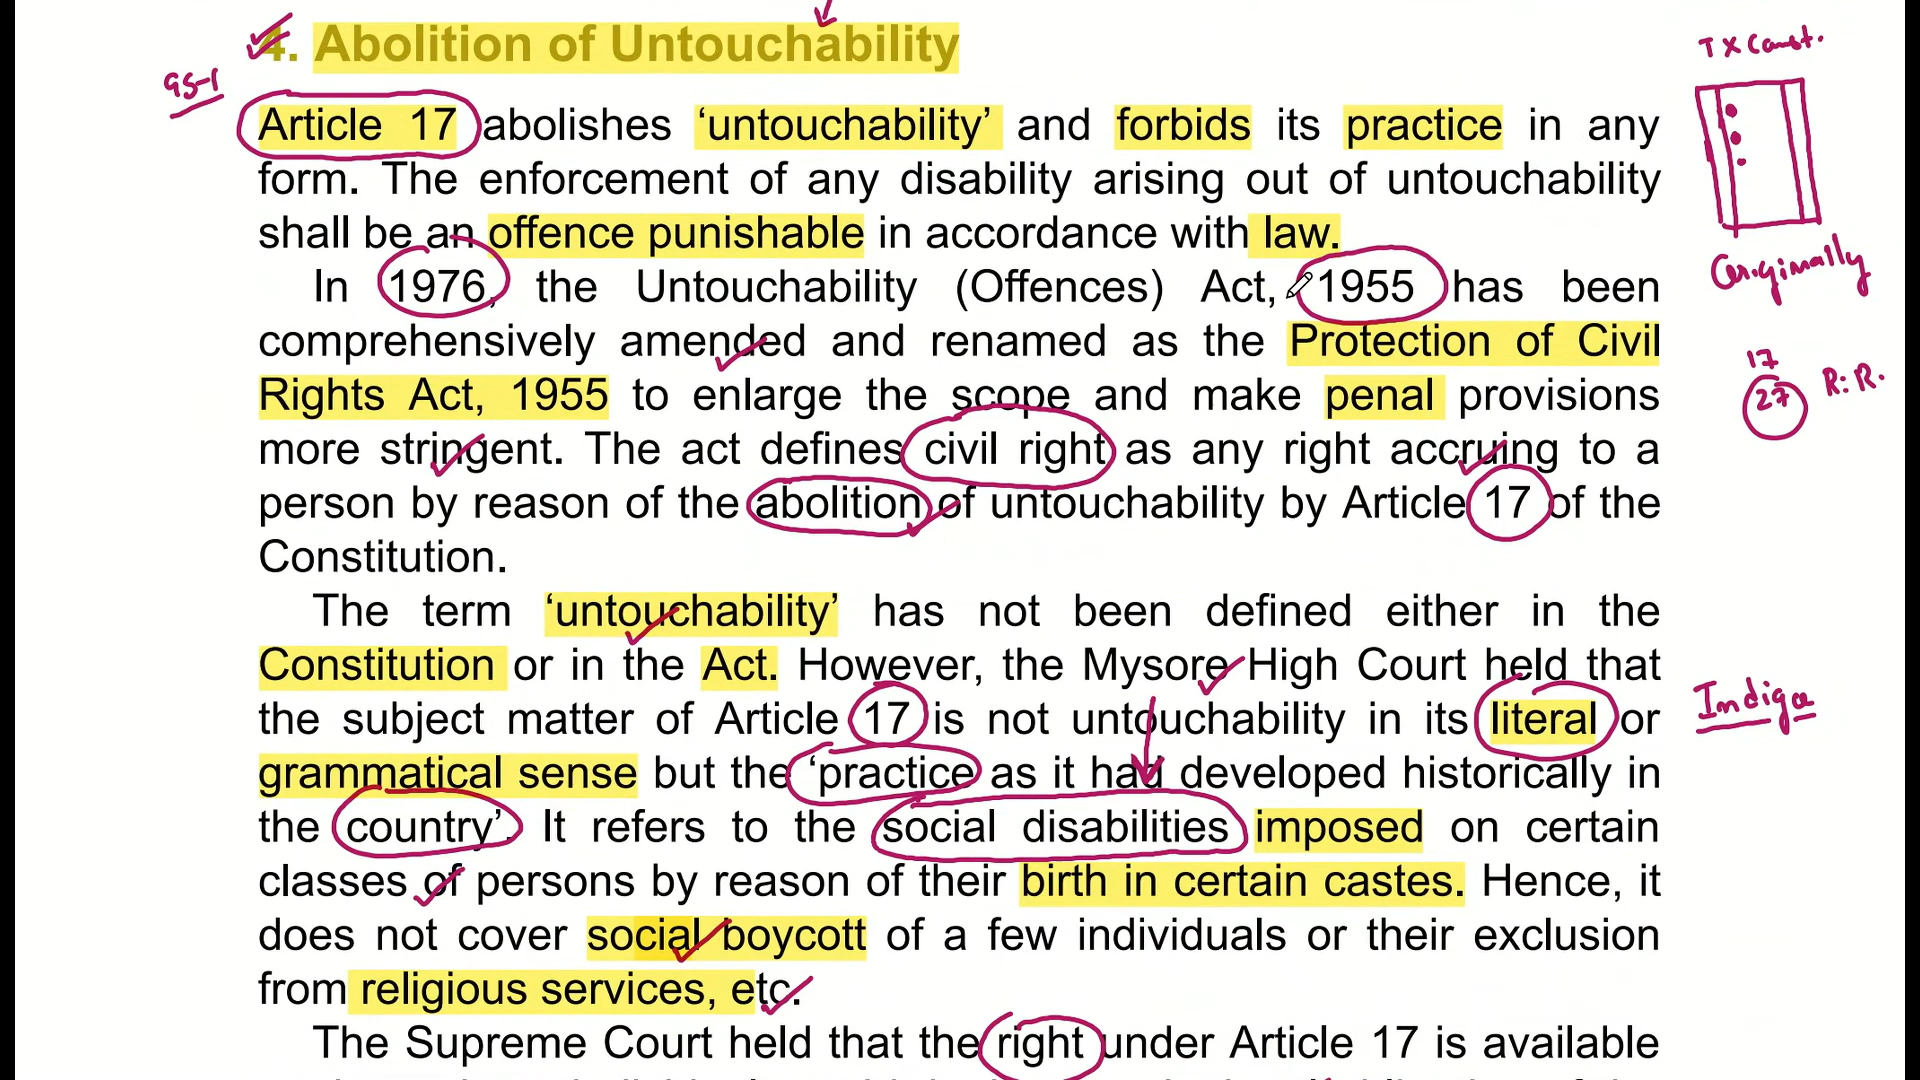 4. Abolition of Untouchability
GS-1
Article 17 abolishes ‘untouchability’ and forbids its practice in any
form. The enforcement of any disability arising out of untouchability
shall be an offence punishable in accordance with law.
In 1976, the Untouchability (Offences) Act, 1955 has been
comprehensively amended and renamed as the Protection of Civil
Rights Act, 1955 to enlarge the scope and make penal provisions
more stringent. The act defines civil right as any right accruing to a
person by reason of the abolition of untouchability by Article 17 of the
Constitution.
The term ‘untouchability’ has not been defined either in the
Constitution or in the Act. However, the Mysore High Court held that
the subject matter of Article 17 is not untouchability in its literal or
grammatical sense but the ‘practice as it had developed historically in
the country’. It refers to the social disabilities imposed on certain
classes of persons by reason of their birth in certain castes. Hence, it
does not cover social boycott of a few individuals or their exclusion
from religious services, etc.
The Supreme Court held that the right under Article 17 is available
TX Const.
Originally
17
27 R.R.